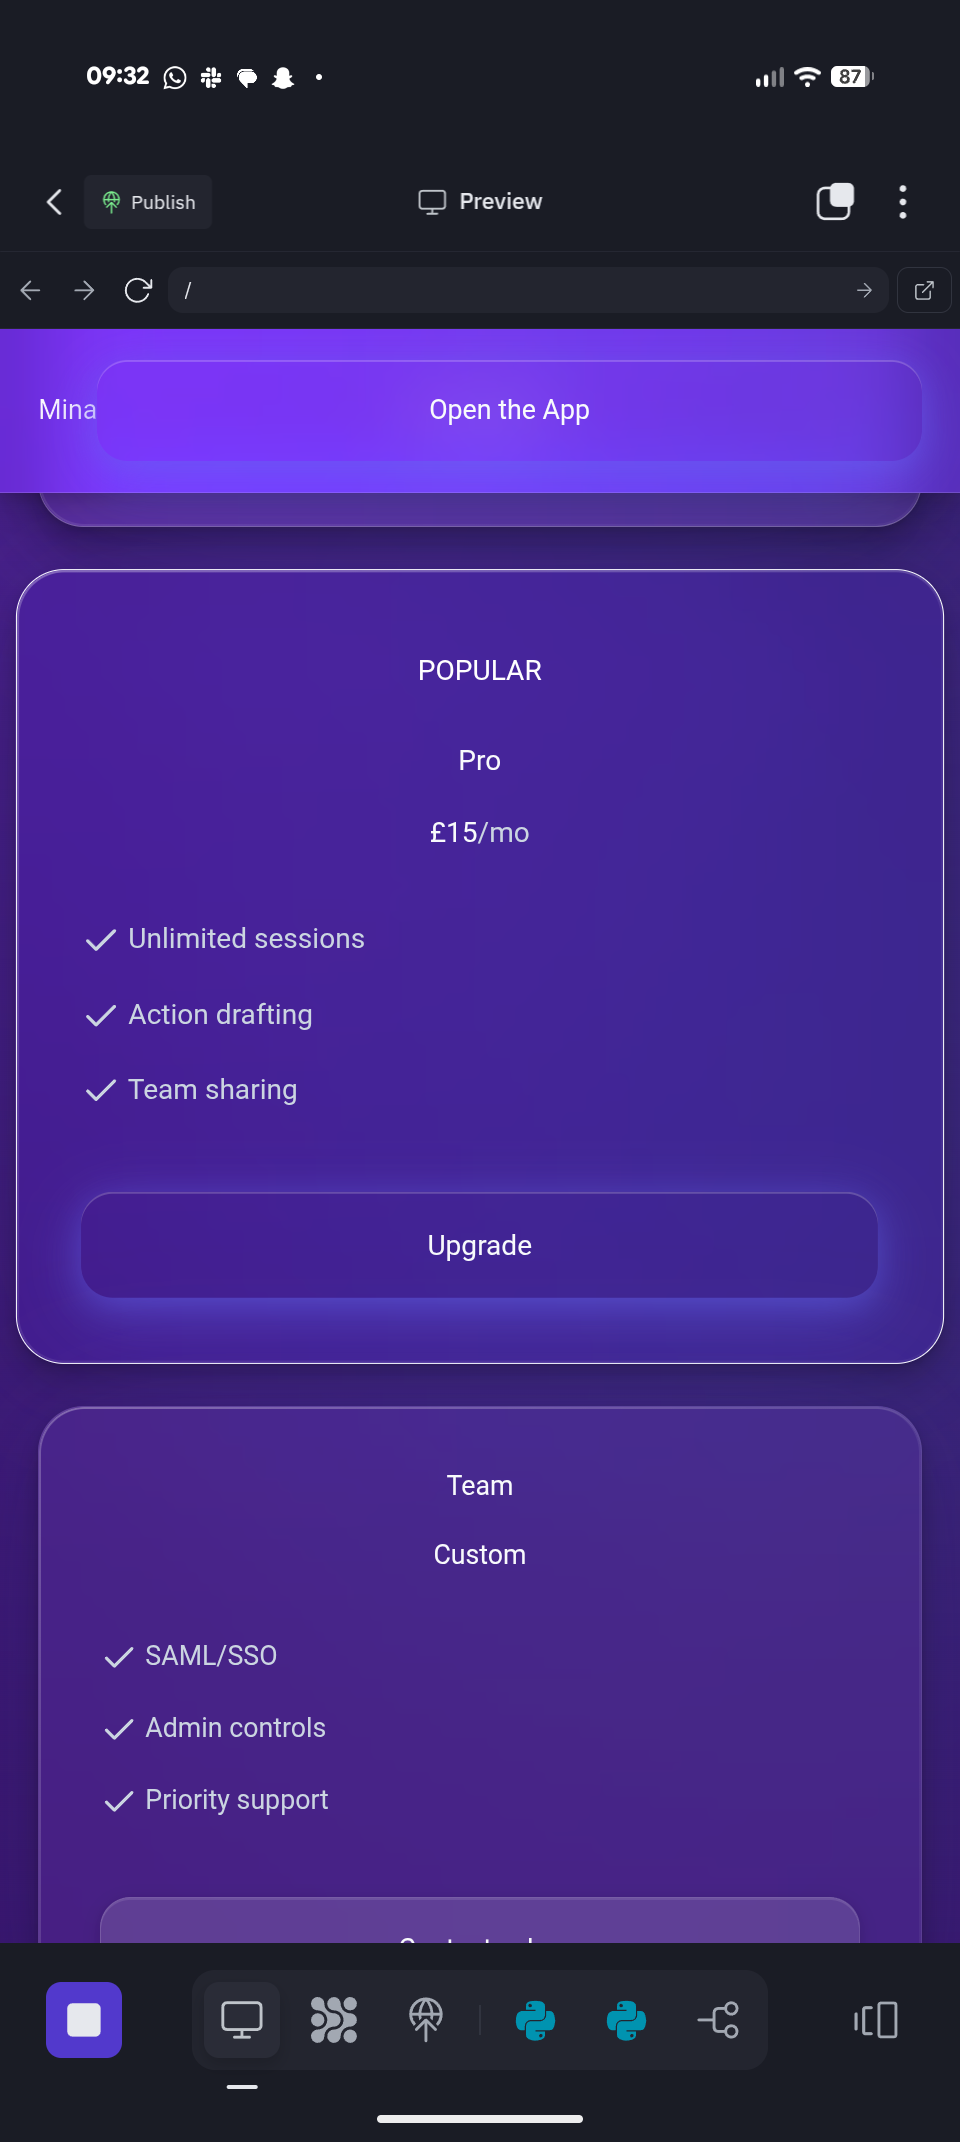 09:32
87
Publish
Preview
/
Mina
Open the App
POPULAR
Pro
£15/mo
Unlimited sessions
Action drafting
Team sharing
Upgrade
Team
Custom
SAML/SSO
Admin controls
Priority support